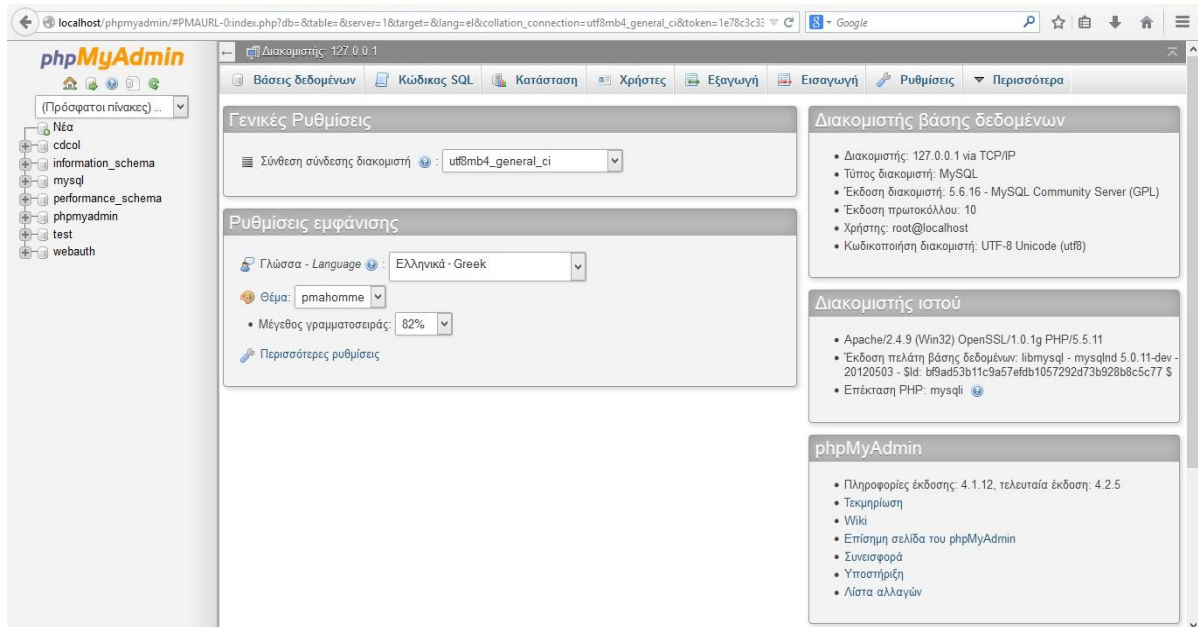 localhost/phpmyadmin/#PMAURL-0:index.php?db=&table=&server=1&target=&lang=el&collation_connection=utf8mb4_general_ci&token=1e78c3c3
Google
phpMyAdmin
(Πρόσφατοι πίνακες) ...
Νέα
cdcol
information_schema
mysql
performance_schema
phpmyadmin
test
webauth
Διακομιστής: 127.0.0.1
Βάσεις δεδομένων Κώδικας SQL Κατάσταση Χρήστες Εξαγωγή Εισαγωγή Ρυθμίσεις Περισσότερα
Γενικές Ρυθμίσεις
Σύνθεση σύνδεσης διακομιστή : utf8mb4_general_ci
Ρυθμίσεις εμφάνισης
Γλώσσα - Language : Ελληνικά - Greek
Θέμα: pmahomme
• Μέγεθος γραμματοσειράς: 82%
Περισσότερες ρυθμίσεις
Διακομιστής βάσης δεδομένων
• Διακομιστής: 127.0.0.1 via TCP/IP
• Τύπος διακομιστή: MySQL
• Έκδοση διακομιστή: 5.6.16 - MySQL Community Server (GPL)
• Έκδοση πρωτοκόλλου: 10
• Χρήστης: root@localhost
• Κωδικοποίηση διακομιστή: UTF-8 Unicode (utf8)
Διακομιστής ιστού
• Apache/2.4.9 (Win32) OpenSSL/1.0.1g PHP/5.5.11
• Έκδοση πελάτη βάσης δεδομένων: libmysql - mysqlnd 5.0.11-dev -
20120503 - $Id: bf9ad53b11c9a57efdb1057292d73b928b8c5c77 $
• Επέκταση PHP: mysqli
phpMyAdmin
• Πληροφορίες έκδοσης: 4.1.12, τελευταία έκδοση: 4.2.5
• Τεκμηρίωση
• Wiki
• Επίσημη σελίδα του phpMyAdmin
• Συνεισφορά
• Υποστήριξη
• Λίστα αλλαγών